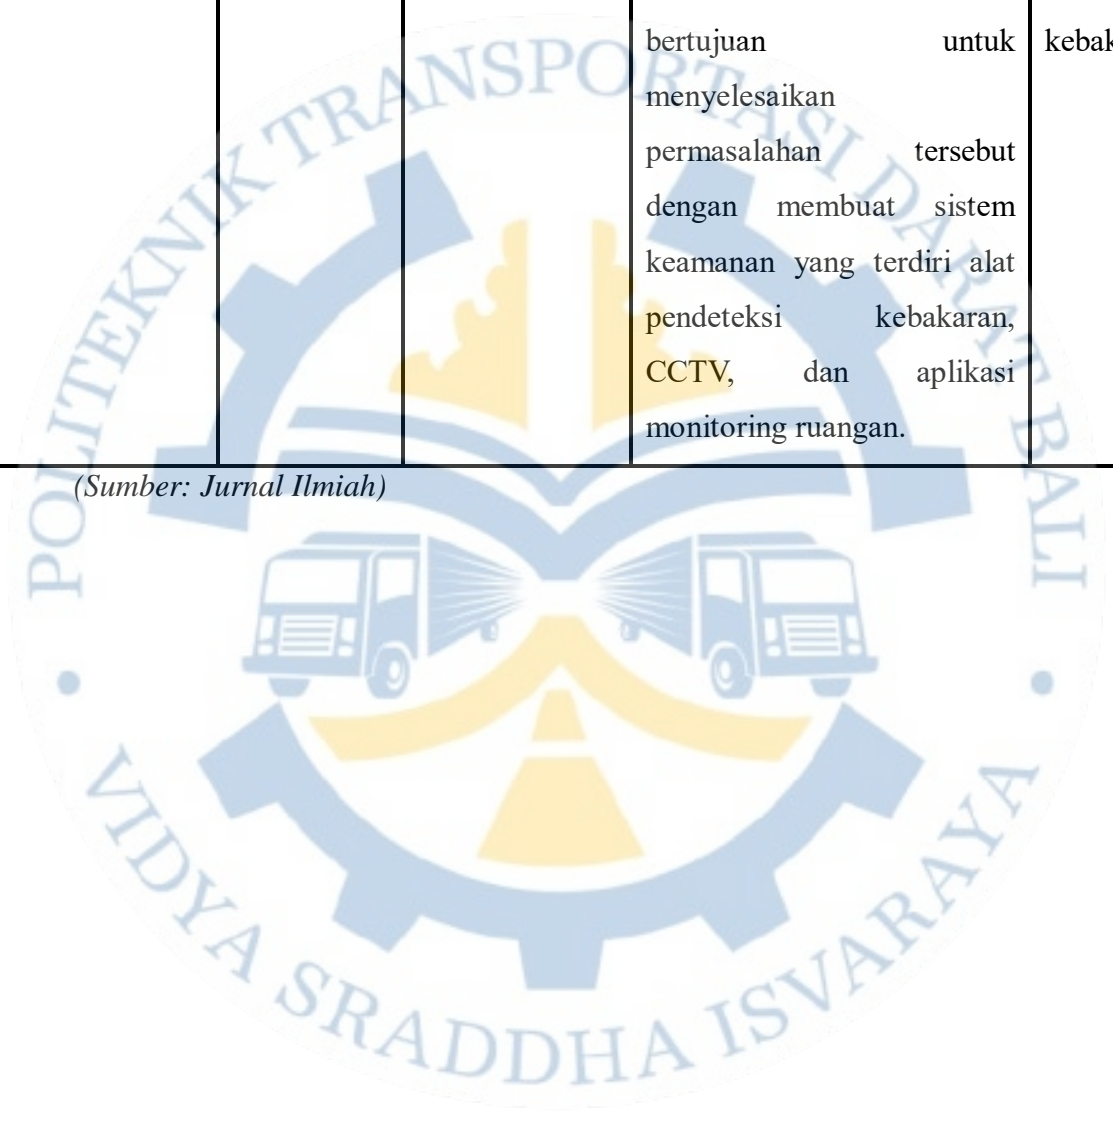 bertujuan untuk
menyelesaikan
permasalahan tersebut
dengan membuat sistem
keamanan yang terdiri alat
pendeteksi kebakaran,
CCTV, dan aplikasi
monitoring ruangan.
(Sumber: Jurnal Ilmiah)
POLITEKNIK TRANSPORTASI DARAT BALI
VIDYA SRADDHA ISVARAYA